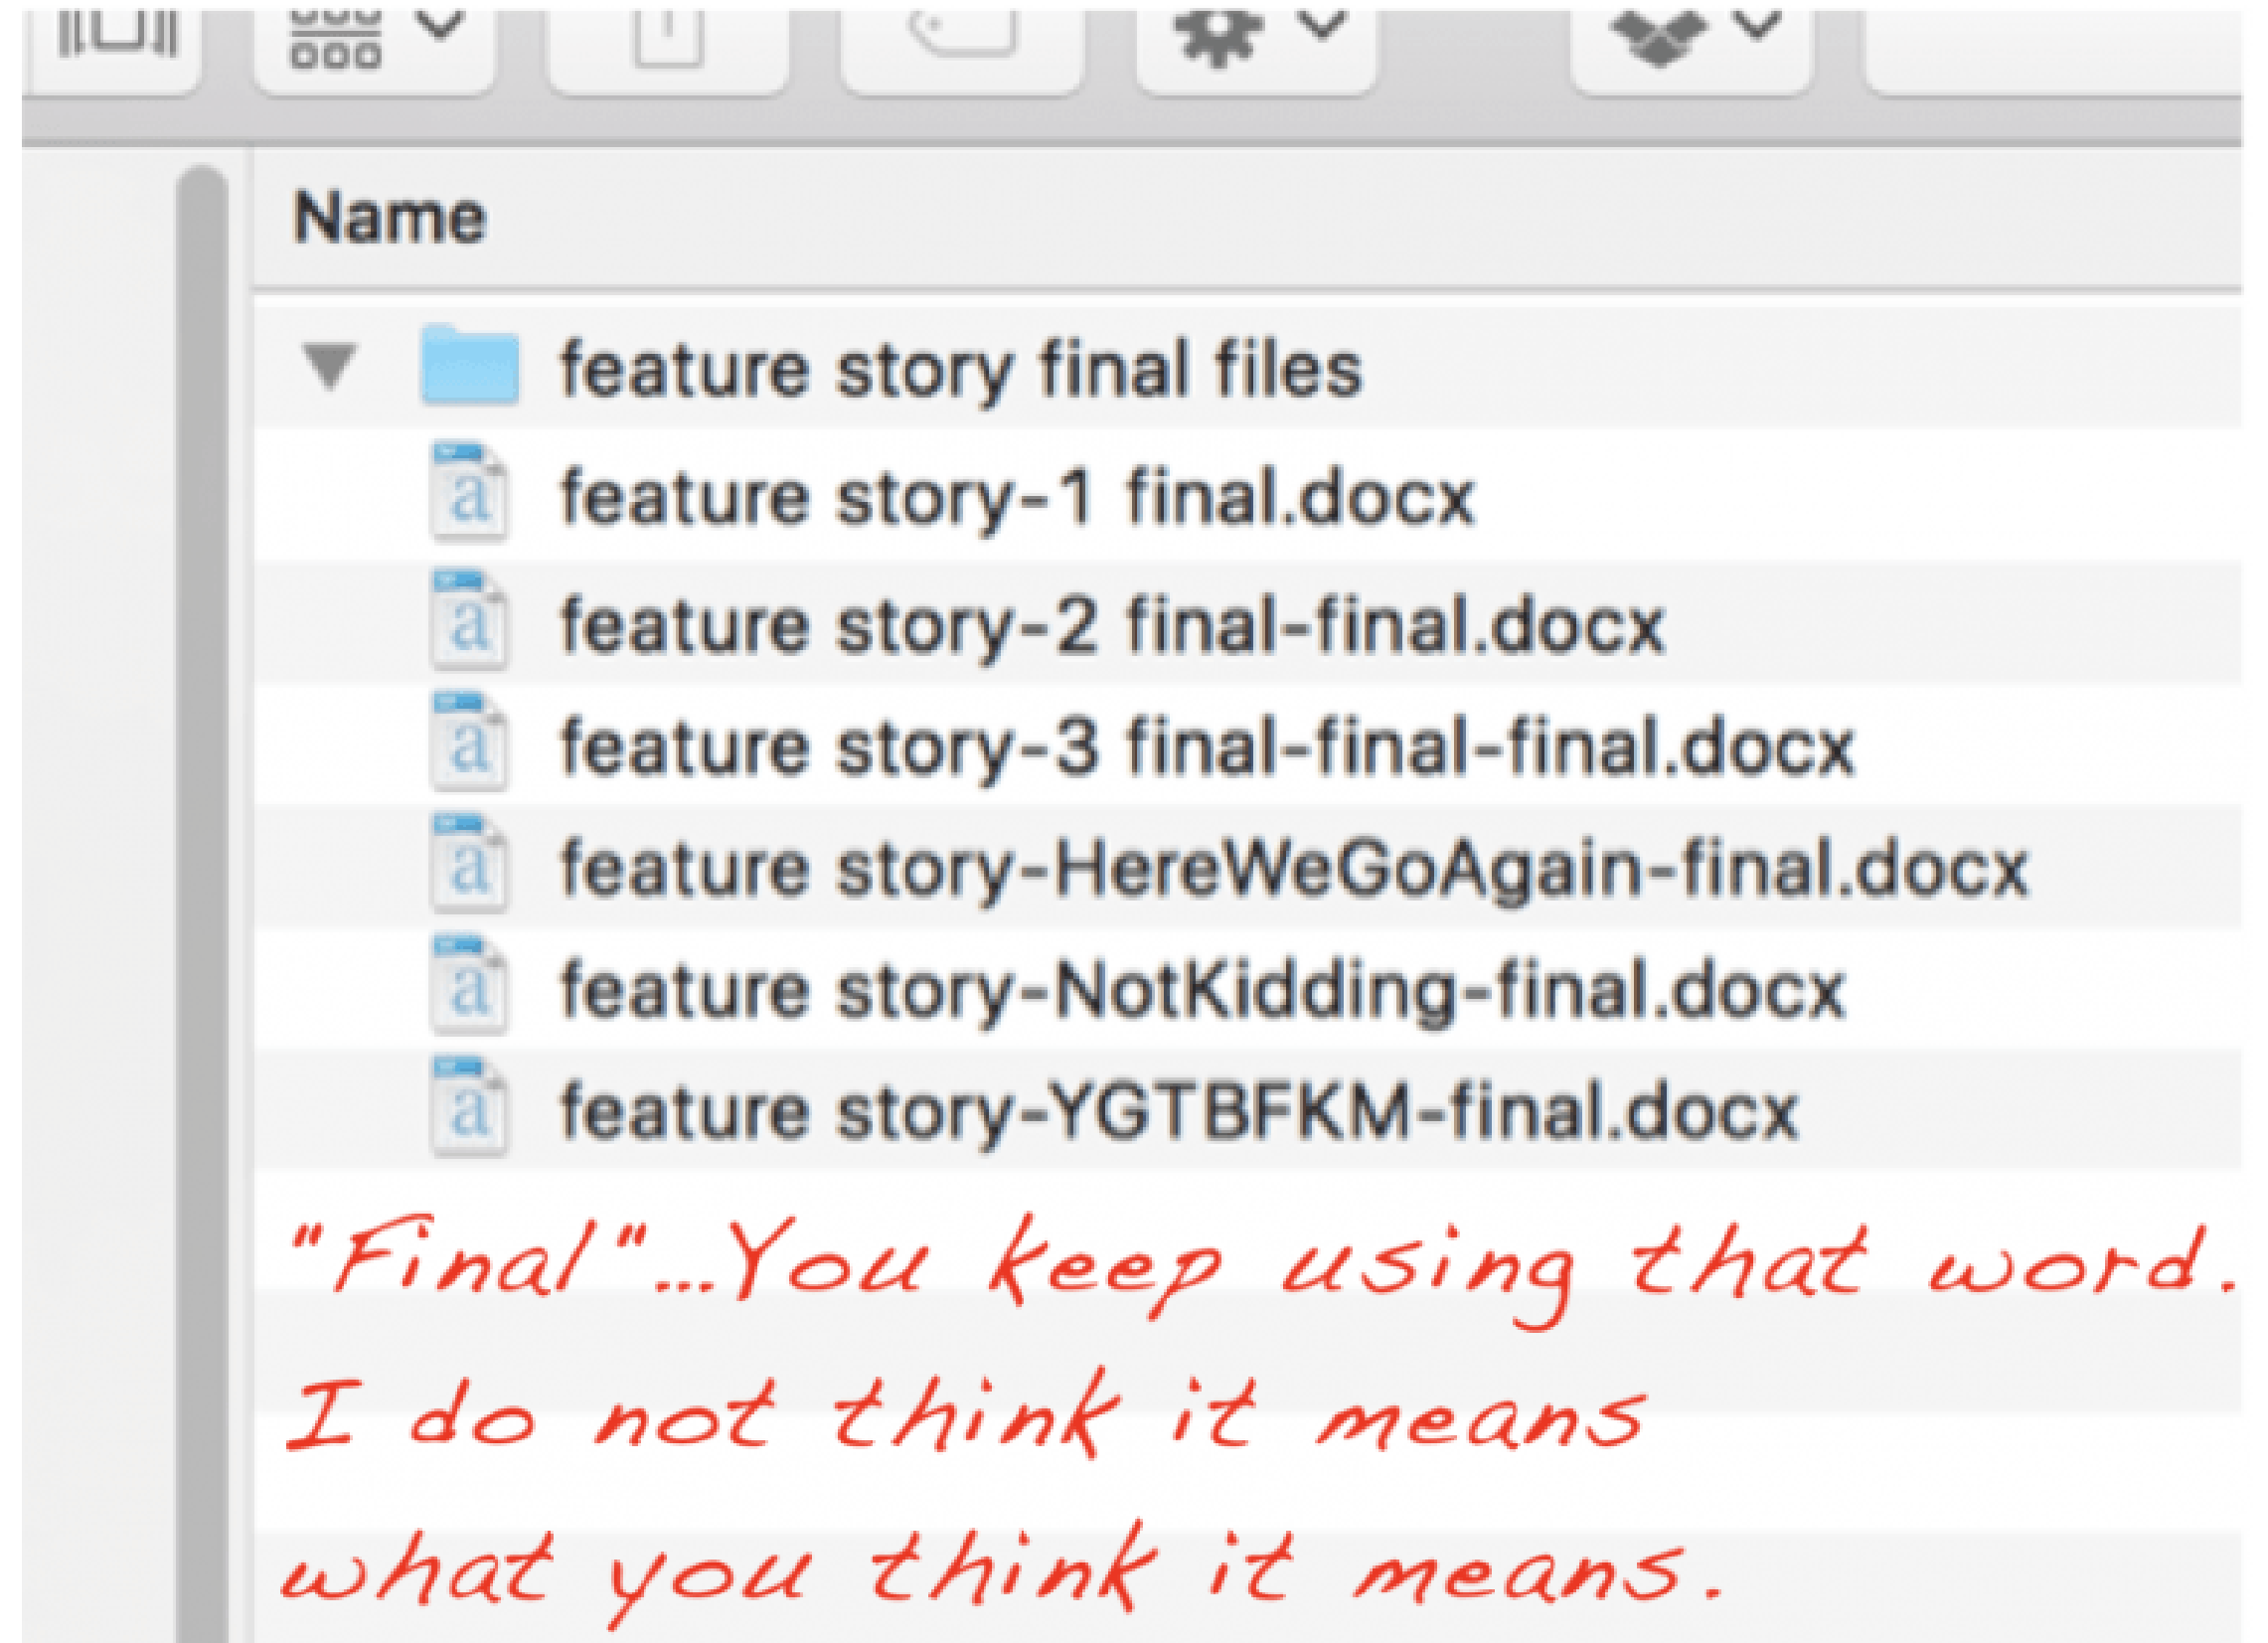 Name
feature story final files
feature story-1 final.docx
feature story-2 final-final.docx
feature story-3 final-final-final.docx
feature story-HereWeGoAgain-final.docx
feature story-NotKidding-final.docx
feature story-YGTBFKM-final.docx
"Final"...You keep using that word.
I do not think it means
what you think it means.